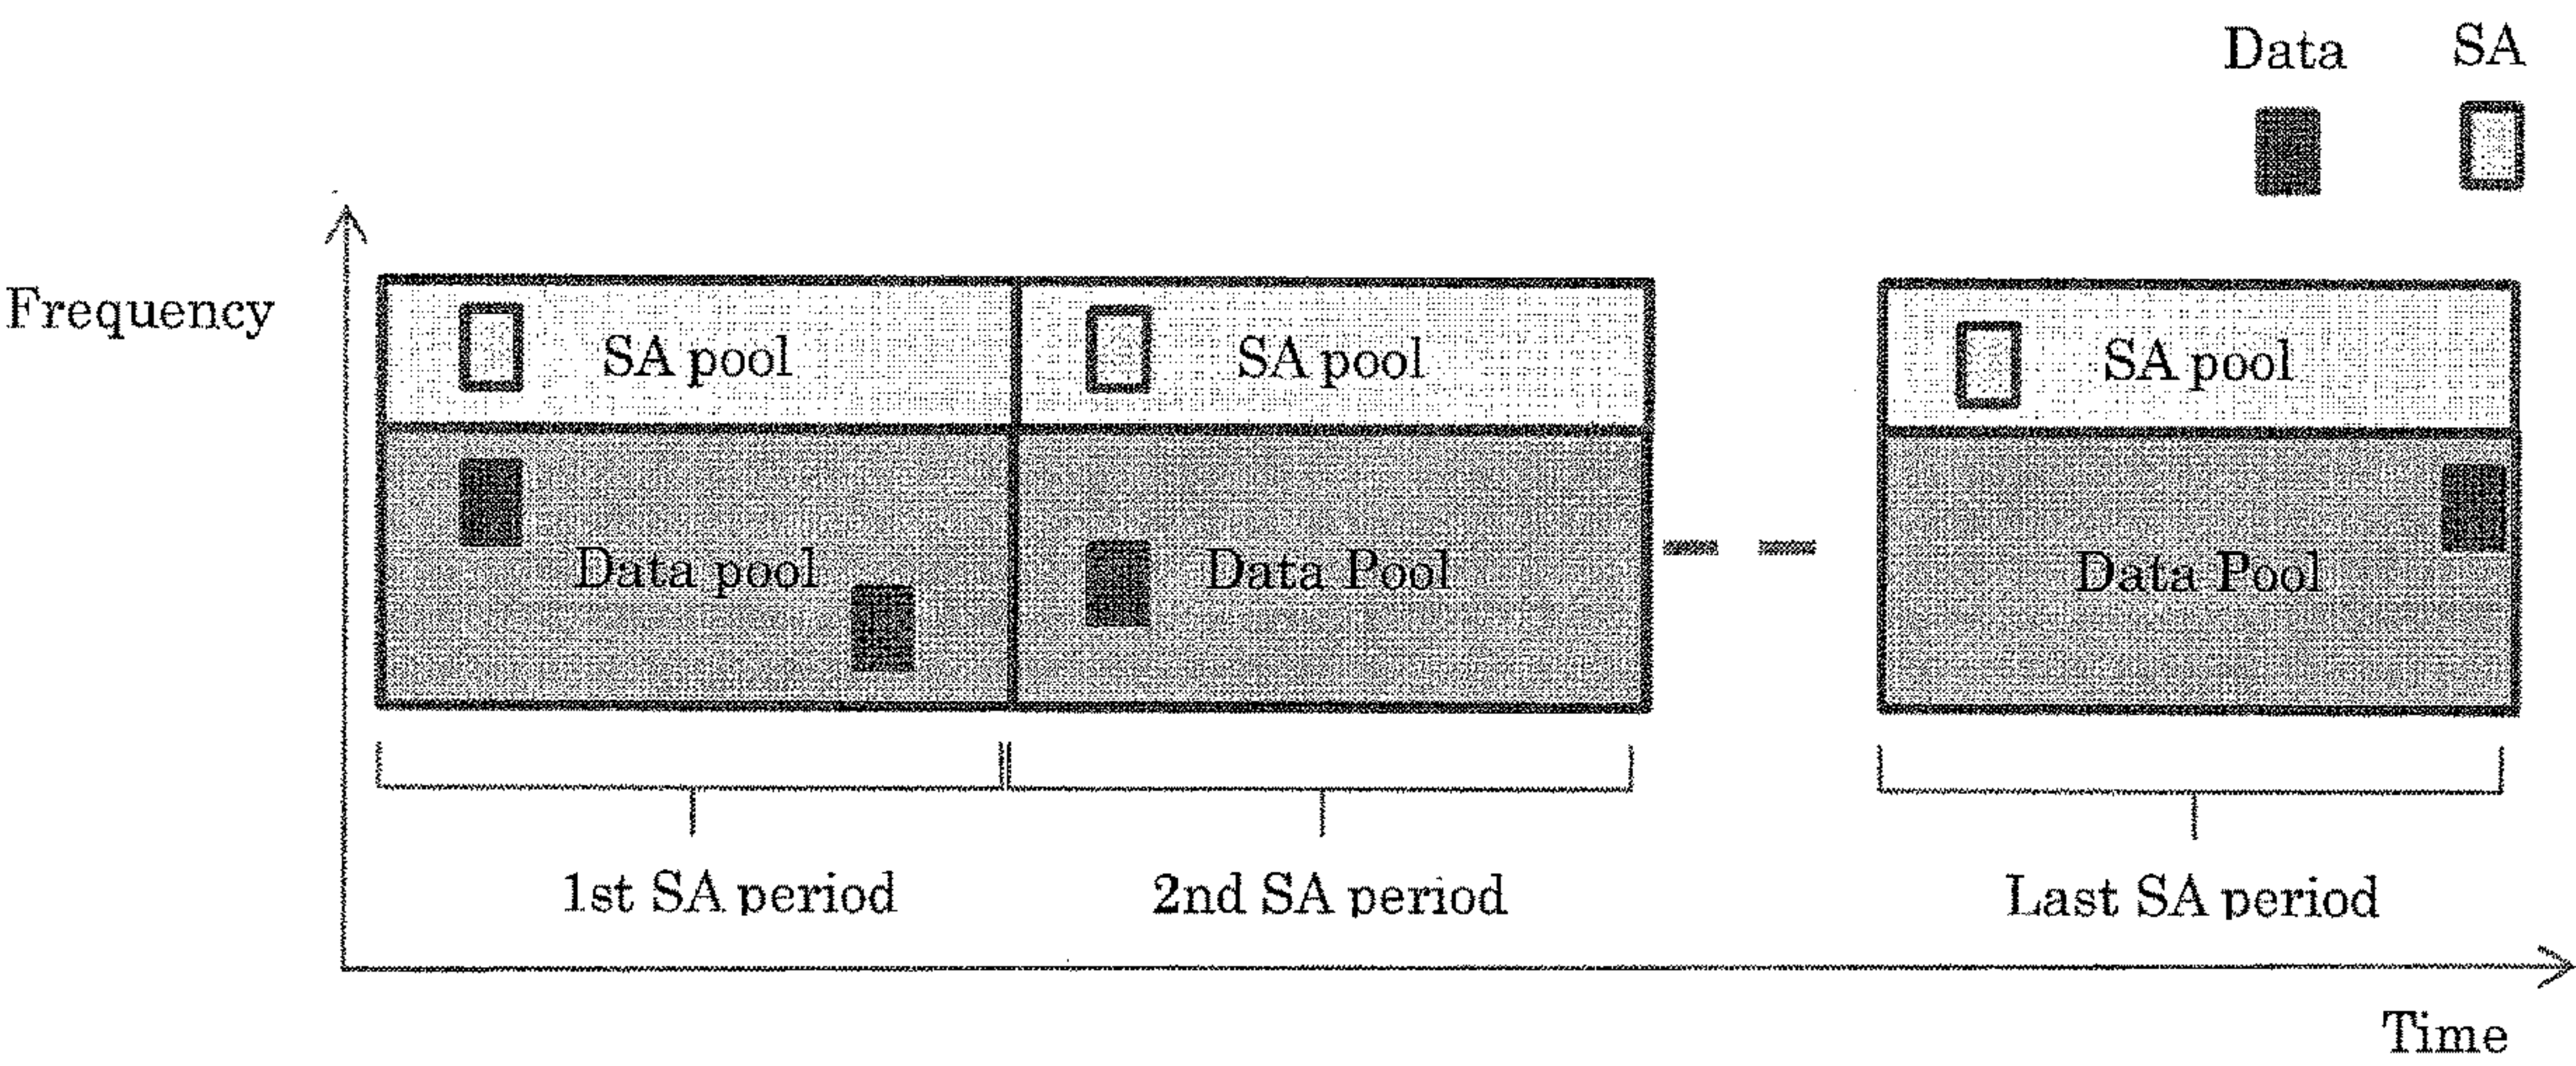 Data SA
Frequency
SA pool SA pool SA pool
Data pool Data Pool Data Pool
1st SA period 2nd SA period Last SA period
Time